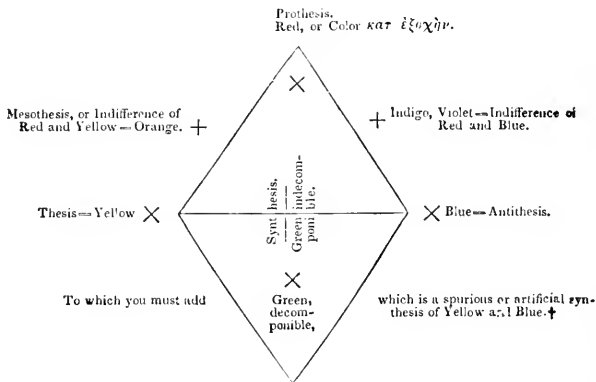 Prothesis.
Red, or Color κατ ἐξοχὴν.
Mesothesis, or Indifference of
Red and Yellow = Orange. +
+ Indigo, Violet = Indifference of
Red and Blue.
Synthesis.
Green indecom-
ponible.
Thesis = Yellow ×
× Blue = Antithesis.
To which you must add
Green,
decom-
ponible,
which is a spurious or artificial syn-
thesis of Yellow and Blue.†